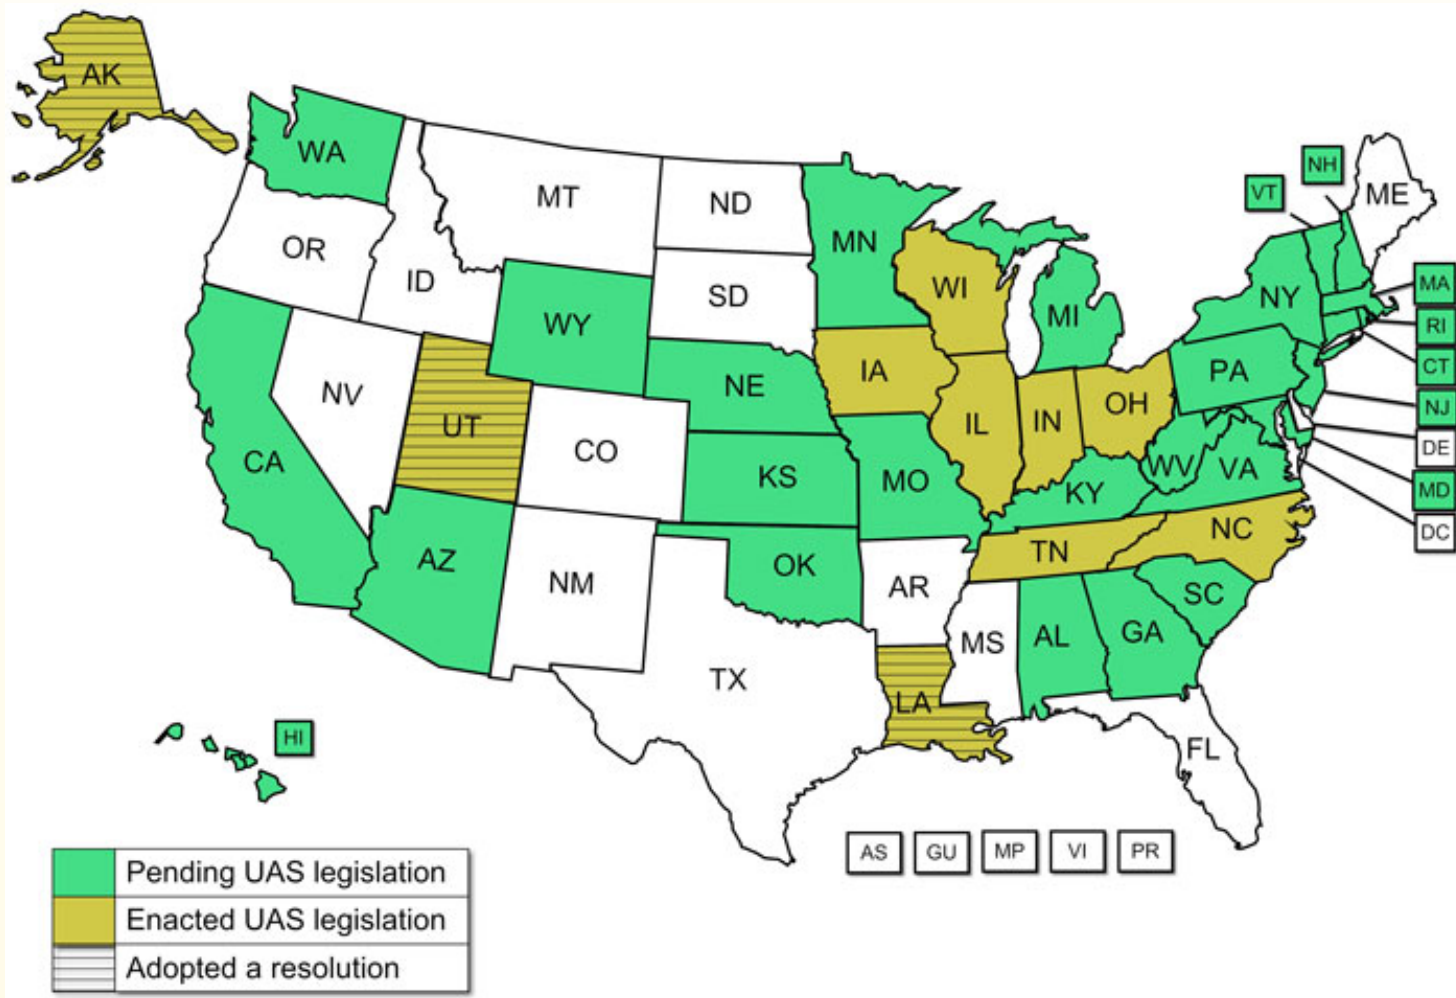 AK
WA
MT
ND
MN
OR
ID
SD
WI
MI
WY
NH
VT
ME
NY
MA
RI
CT
NJ
DE
MD
DC
PA
NV
UT
CA
CO
NE
IA
IL
IN
OH
KS
MO
KY
WV
VA
AZ
NM
OK
AR
TN
NC
SC
TX
LA
MS
AL
GA
FL
HI
AS
GU
MP
VI
PR
Pending UAS legislation
Enacted UAS legislation
Adopted a resolution